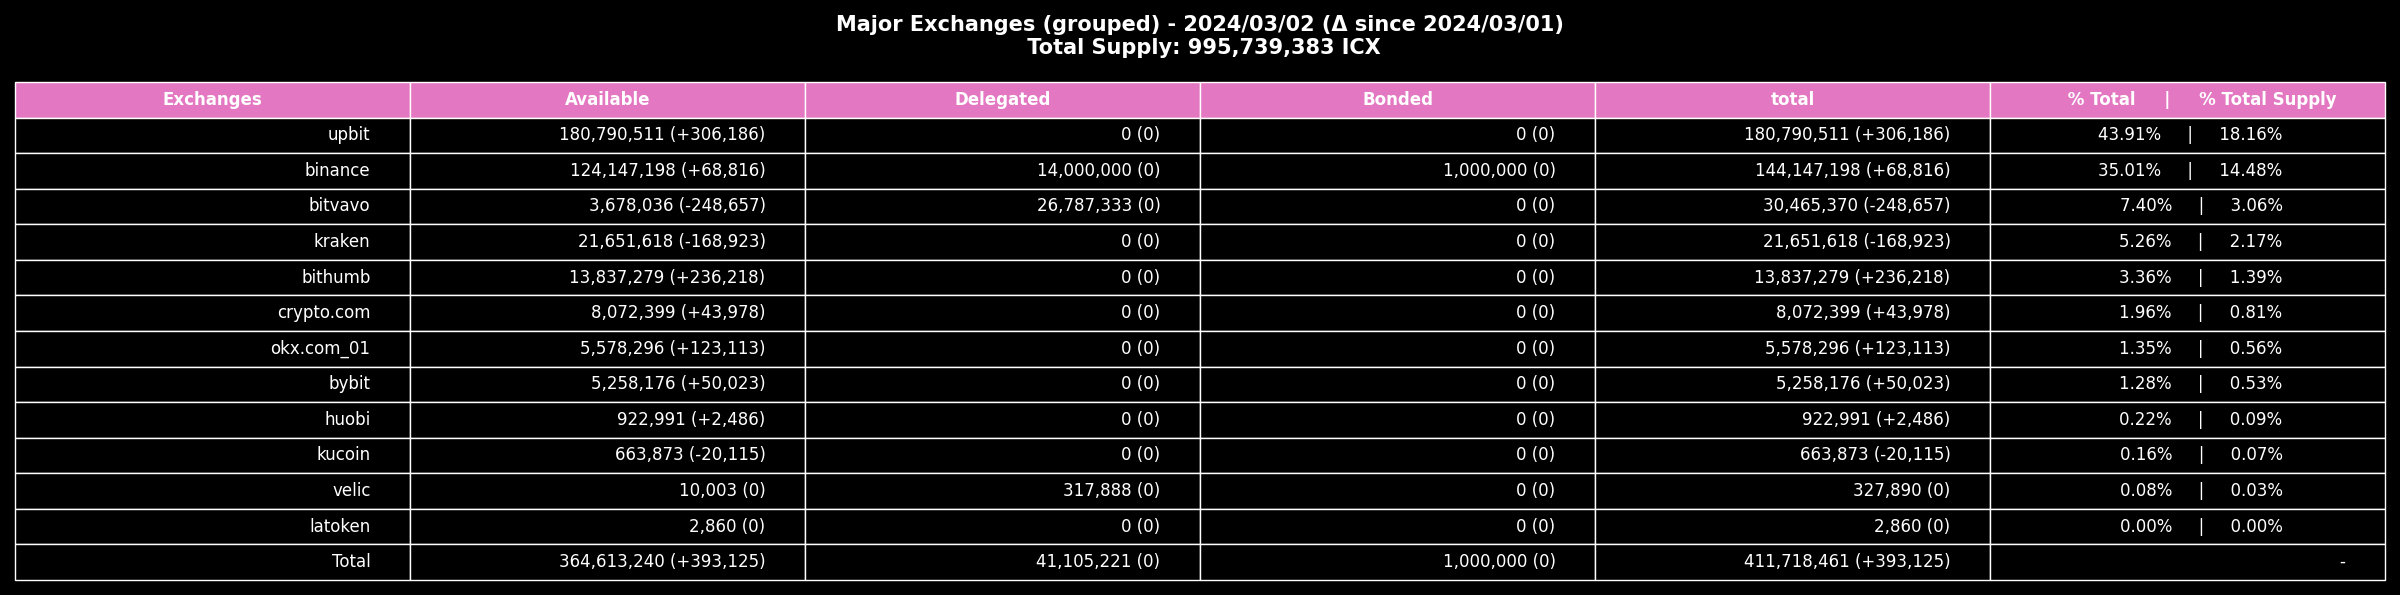 Major Exchanges (grouped) - 2024/03/02 (Δ since 2024/03/01)
Total Supply: 995,739,383 ICX
Exchanges Available Delegated Bonded total % Total | % Total Supply
upbit 180,790,511 (+306,186) 0 (0) 0 (0) 180,790,511 (+306,186) 43.91% | 18.16%
binance 124,147,198 (+68,816) 14,000,000 (0) 1,000,000 (0) 144,147,198 (+68,816) 35.01% | 14.48%
bitvavo 3,678,036 (-248,657) 26,787,333 (0) 0 (0) 30,465,370 (-248,657) 7.40% | 3.06%
kraken 21,651,618 (-168,923) 0 (0) 0 (0) 21,651,618 (-168,923) 5.26% | 2.17%
bithumb 13,837,279 (+236,218) 0 (0) 0 (0) 13,837,279 (+236,218) 3.36% | 1.39%
crypto.com 8,072,399 (+43,978) 0 (0) 0 (0) 8,072,399 (+43,978) 1.96% | 0.81%
okx.com_01 5,578,296 (+123,113) 0 (0) 0 (0) 5,578,296 (+123,113) 1.35% | 0.56%
bybit 5,258,176 (+50,023) 0 (0) 0 (0) 5,258,176 (+50,023) 1.28% | 0.53%
huobi 922,991 (+2,486) 0 (0) 0 (0) 922,991 (+2,486) 0.22% | 0.09%
kucoin 663,873 (-20,115) 0 (0) 0 (0) 663,873 (-20,115) 0.16% | 0.07%
velic 10,003 (0) 317,888 (0) 0 (0) 327,890 (0) 0.08% | 0.03%
latoken 2,860 (0) 0 (0) 0 (0) 2,860 (0) 0.00% | 0.00%
Total 364,613,240 (+393,125) 41,105,221 (0) 1,000,000 (0) 411,718,461 (+393,125) -